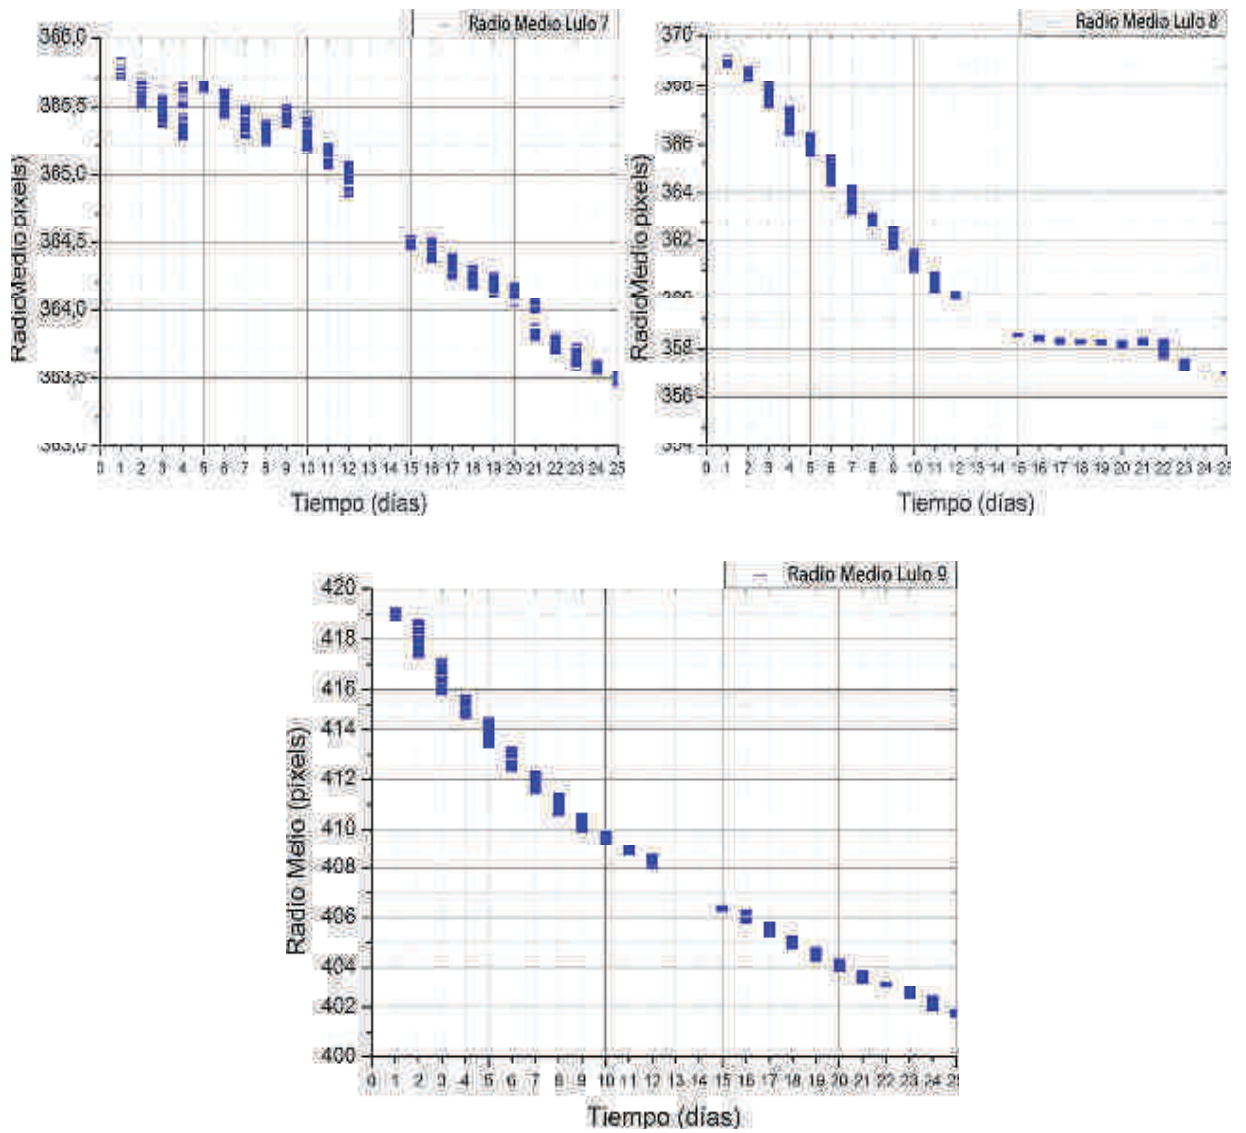 Radio Medio Lulo 7
366,0
365,5
365,0
364,5
364,0
363,5
363,0
RadioMedio pixels)
0 1 2 3 4 5 6 7 8 9 10 11 12 13 14 15 16 17 18 19 20 21 22 23 24 25
Tiempo (días)
Radio Medio Lulo 8
370
366
364
362
360
358
356
354
RadioMedio pixels)
0 1 2 3 4 5 6 7 8 9 10 11 12 13 14 15 16 17 18 19 20 21 22 23 24 25
Tiempo (días)
Radio Medio Lulo 9
420
418
416
414
412
410
408
406
404
402
400
Radio Medio (pixels)
0 1 2 3 4 5 6 7 8 9 10 11 12 13 14 15 16 17 18 19 20 21 22 23 24
Tiempo (días)